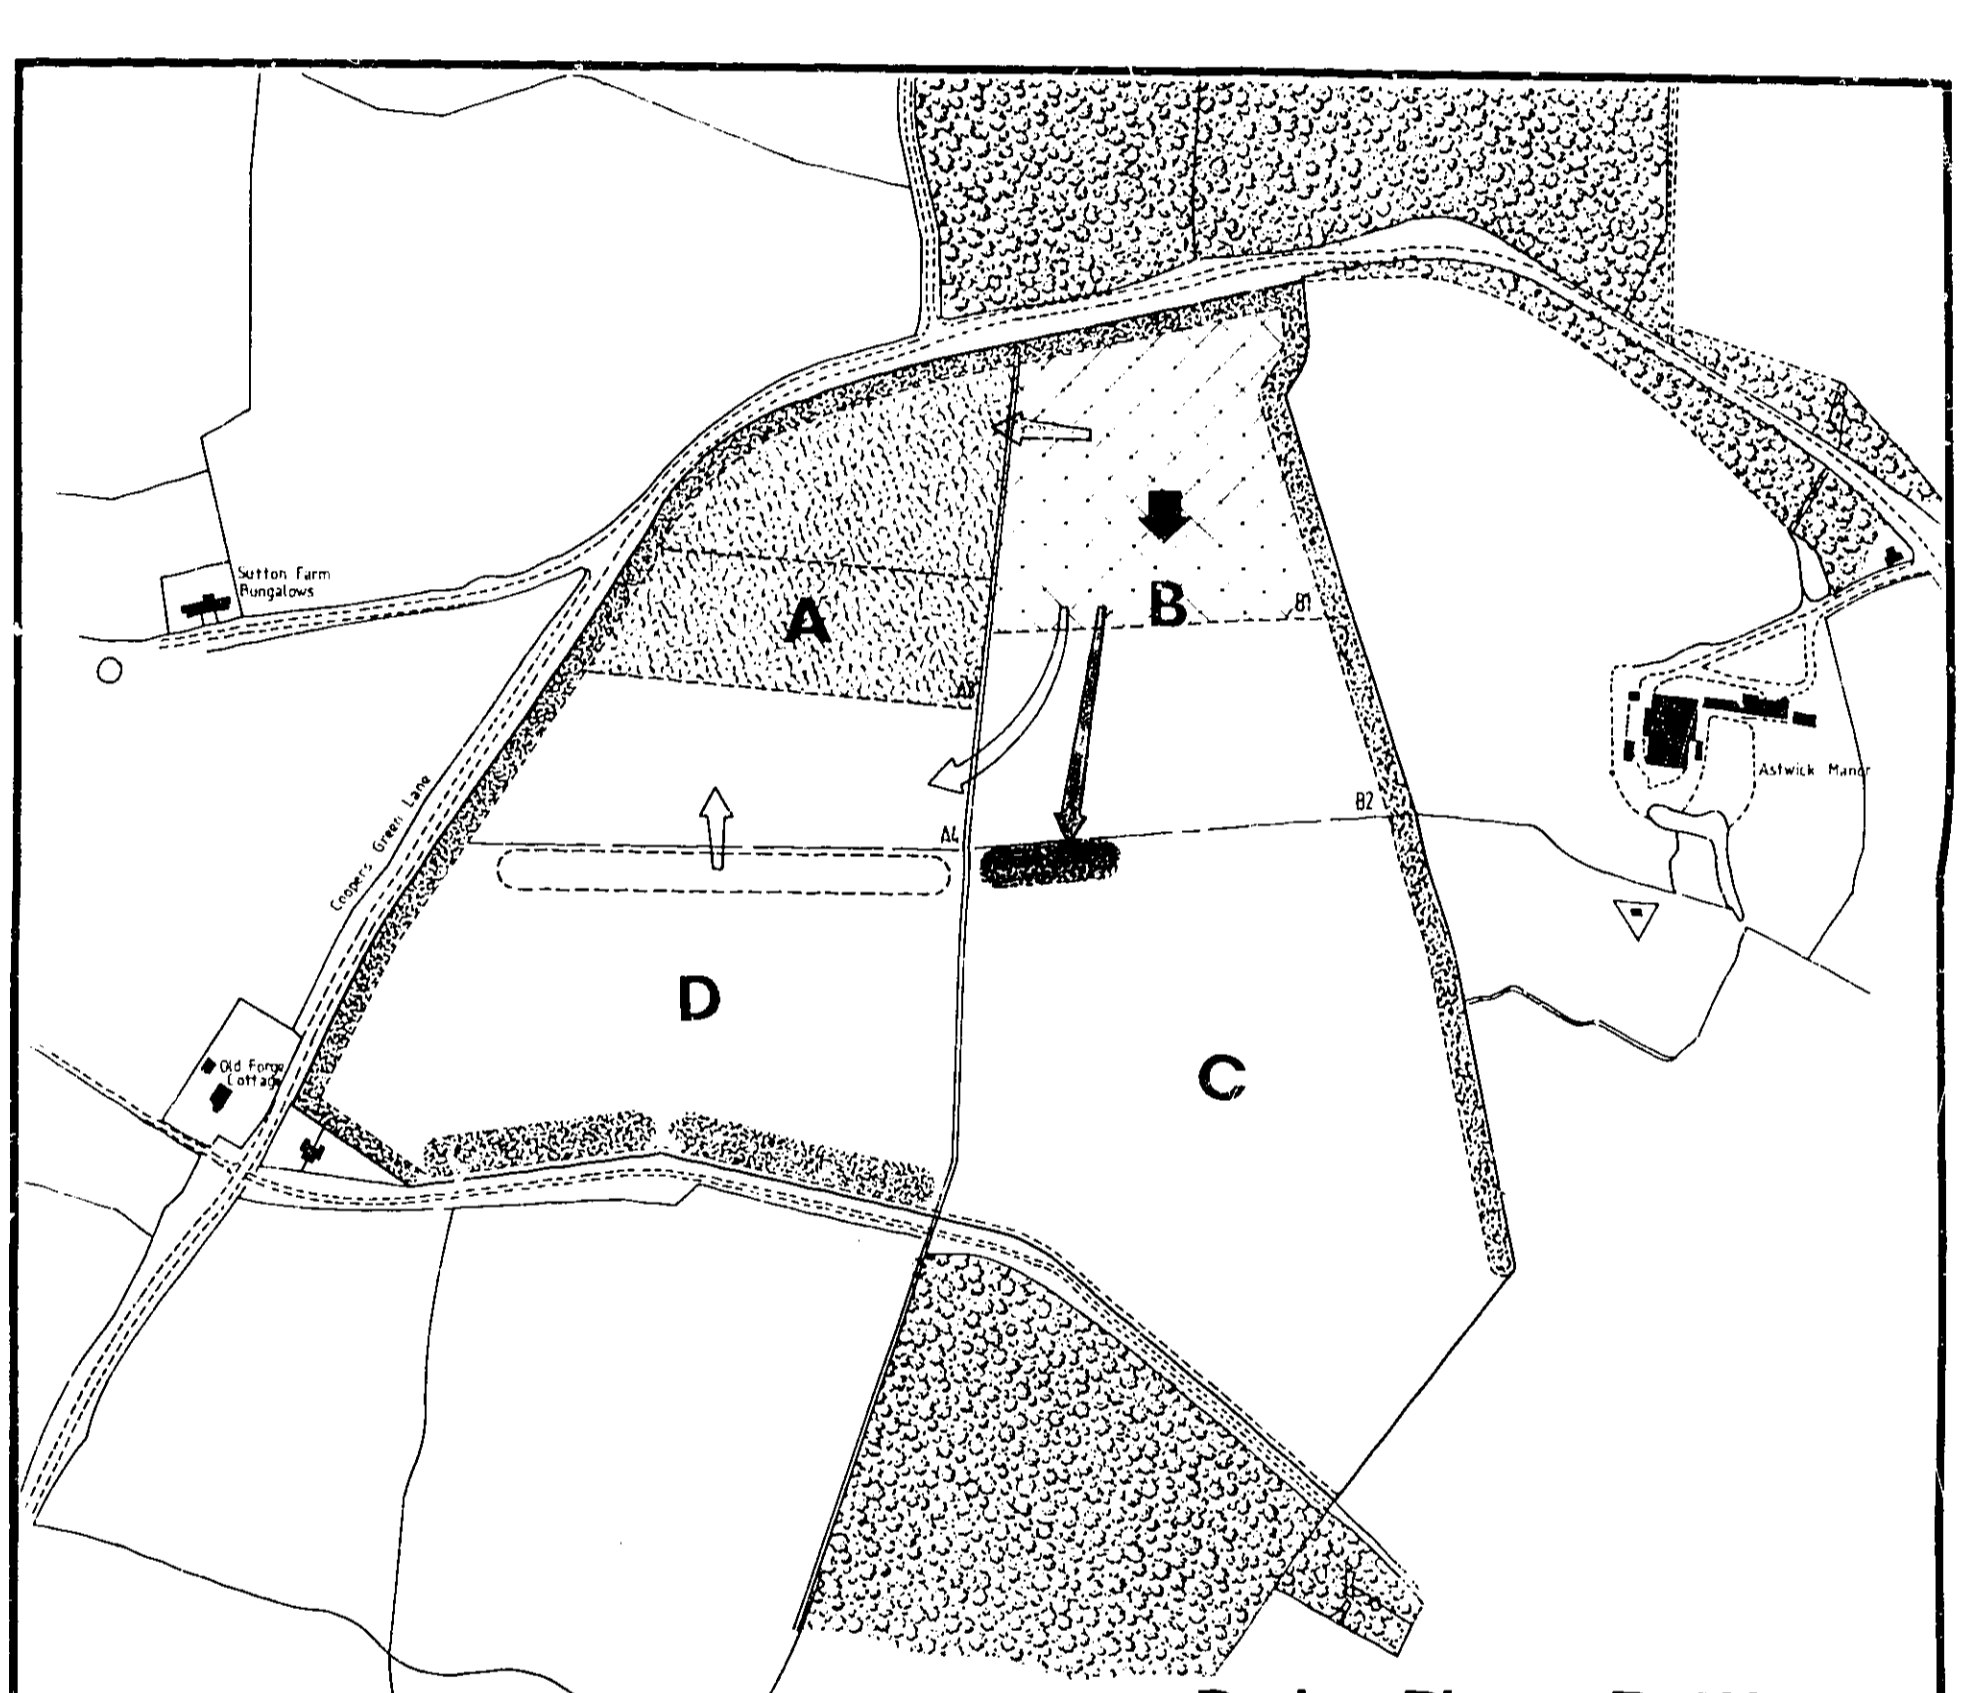 Sutton Farm
Bungalows
A
B
B1
A3
Astwick Manor
Coopers Green Lane
B2
A4
D
C
Old Forge
Cottage